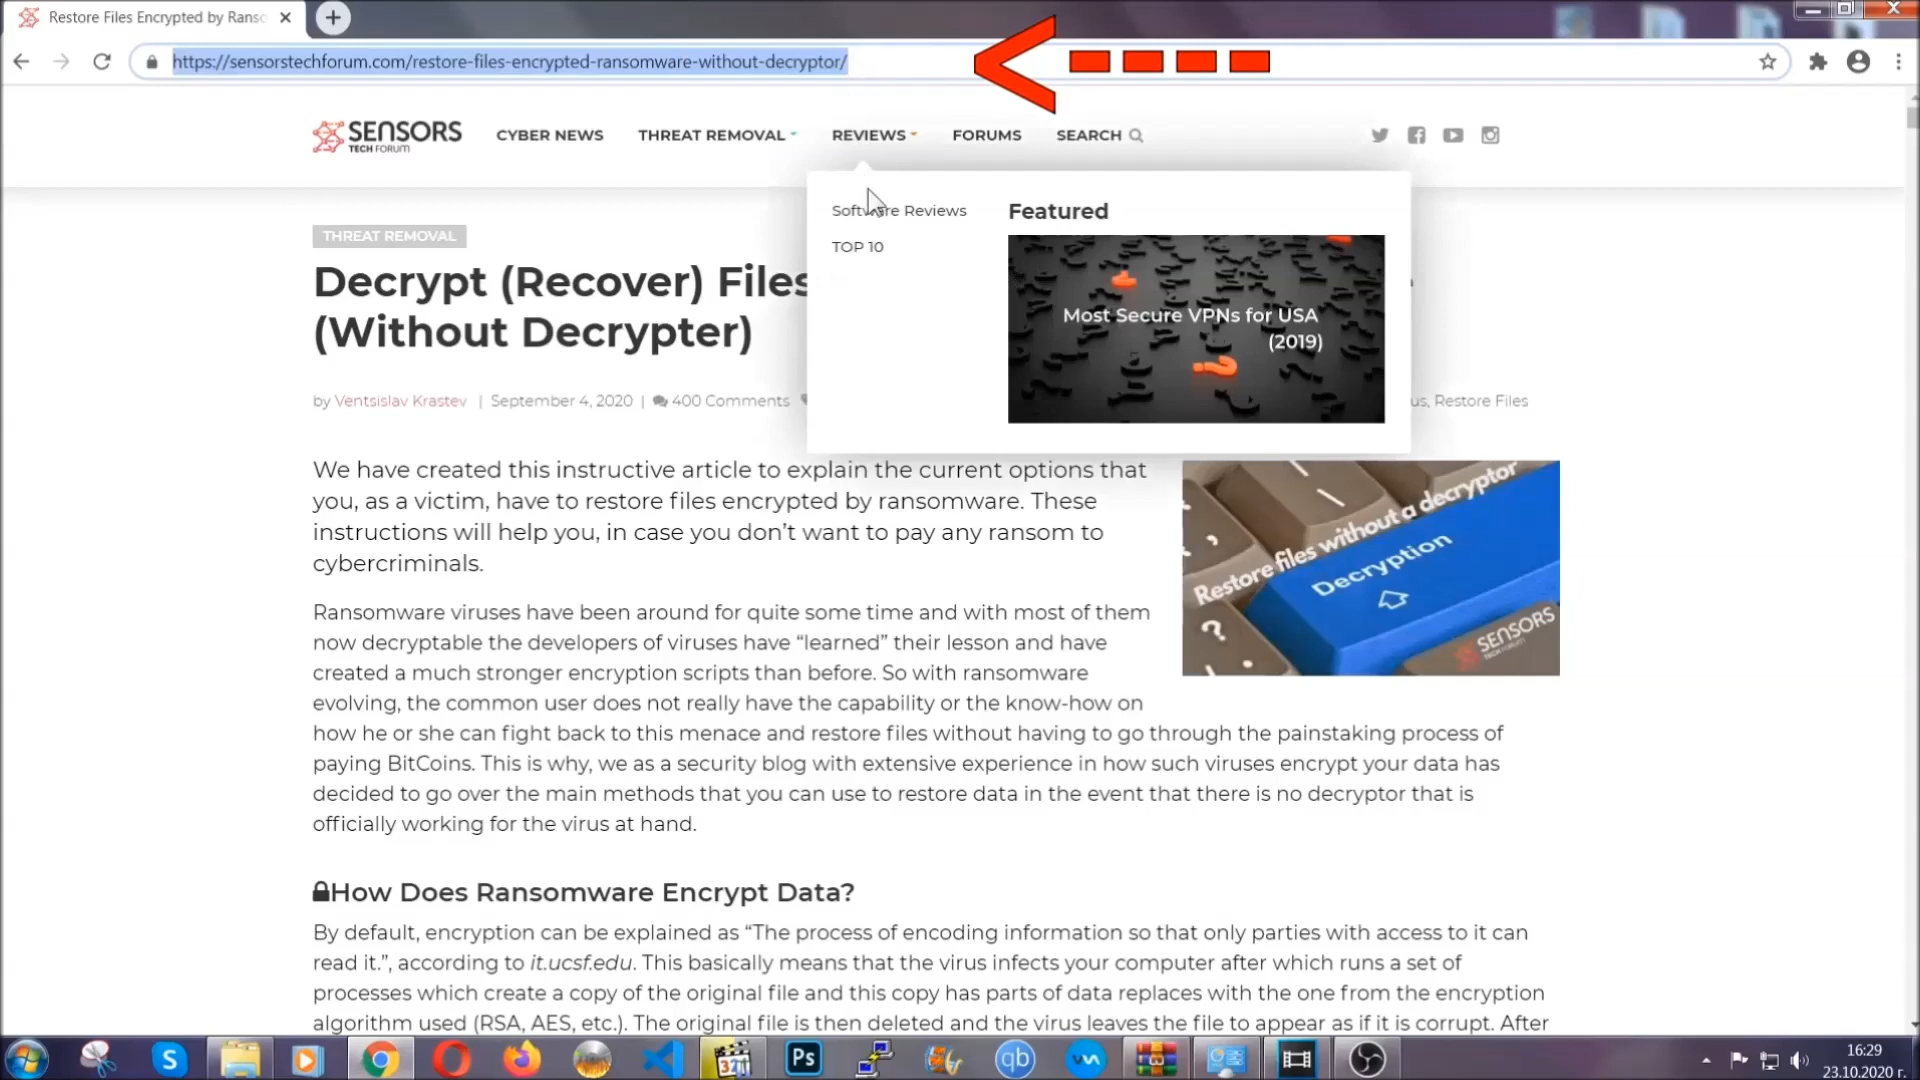 Restore Files Encrypted by Ranso
https://sensorstechforum.com/restore-files-encrypted-ransomware-without-decryptor/
SENSORS
TECH FORUM
CYBER NEWS THREAT REMOVAL REVIEWS FORUMS SEARCH
Software Reviews
TOP 10
Featured
Most Secure VPNs for USA
(2019)
THREAT REMOVAL
Decrypt (Recover) Files
(Without Decrypter)
by Ventsislav Krastev | September 4, 2020 | 400 Comments
us, Restore Files
We have created this instructive article to explain the current options that
you, as a victim, have to restore files encrypted by ransomware. These
instructions will help you, in case you don’t want to pay any ransom to
cybercriminals.
Restore files without a decryptor
Decryption
SENSORS
TECH FORUM
Ransomware viruses have been around for quite some time and with most of them
now decryptable the developers of viruses have “learned” their lesson and have
created a much stronger encryption scripts than before. So with ransomware
evolving, the common user does not really have the capability or the know-how on
how he or she can fight back to this menace and restore files without having to go through the painstaking process of
paying BitCoins. This is why, we as a security blog with extensive experience in how such viruses encrypt your data has
decided to go over the main methods that you can use to restore data in the event that there is no decryptor that is
officially working for the virus at hand.
How Does Ransomware Encrypt Data?
By default, encryption can be explained as “The process of encoding information so that only parties with access to it can
read it.”, according to it.ucsf.edu. This basically means that the virus infects your computer after which runs a set of
processes which create a copy of the original file and this copy has parts of data replaces with the one from the encryption
algorithm used (RSA, AES, etc.). The original file is then deleted and the virus leaves the file to appear as if it is corrupt. After
S
321
Ps
qb
16:29
23.10.2020 г.